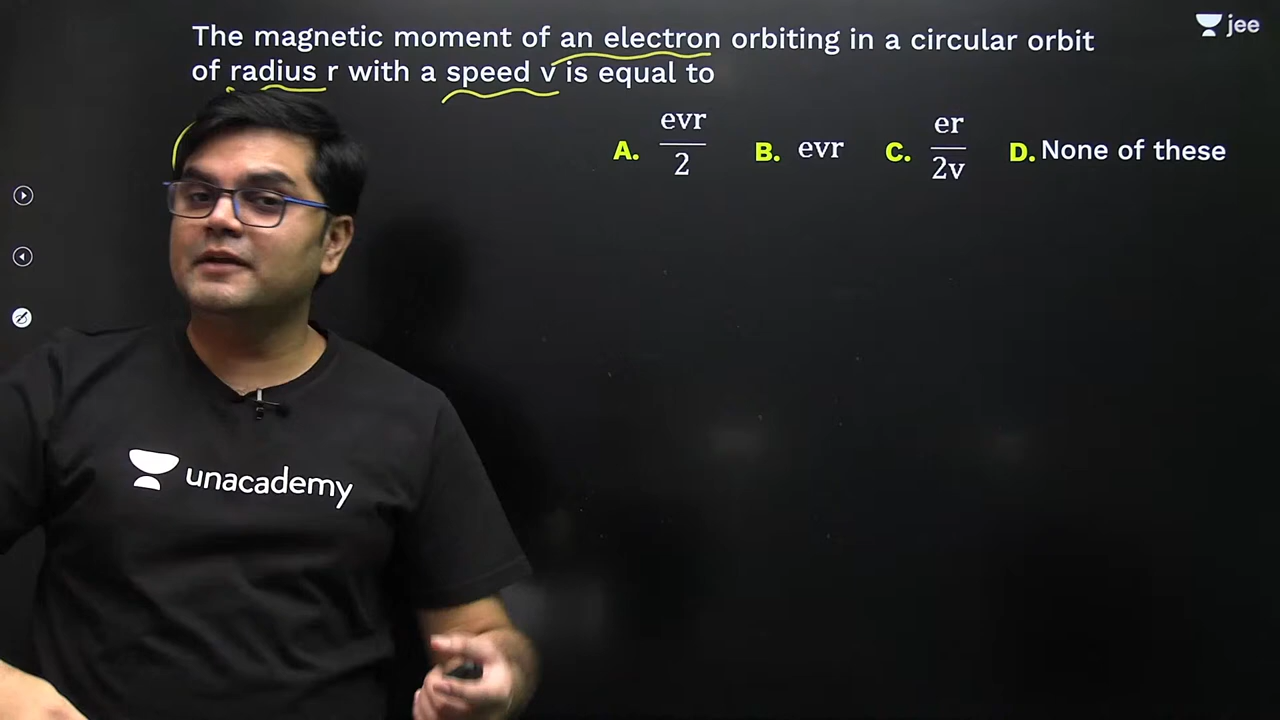 The magnetic moment of an electron orbiting in a circular orbit
of radius r with a speed v is equal to
A. evr/2 B. evr C. er/2v D. None of these
jee
unacademy